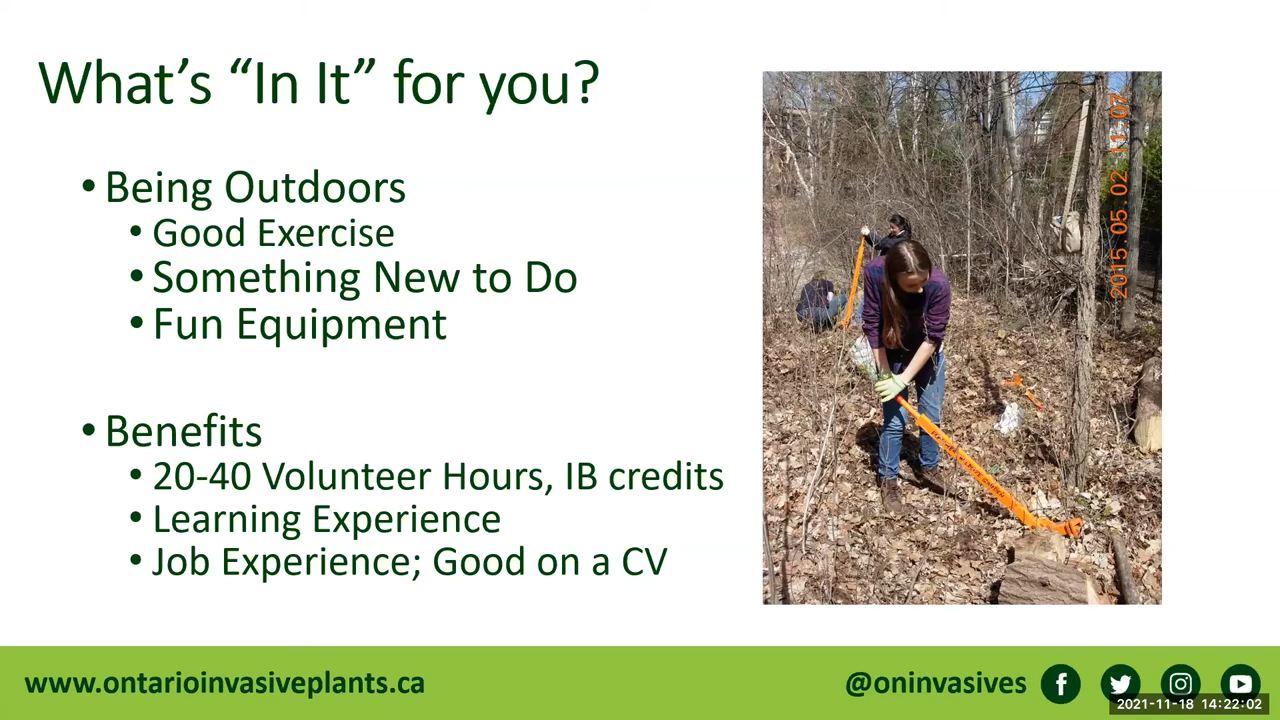 What's “In It” for you?
• Being Outdoors
• Good Exercise
• Something New to Do
• Fun Equipment
• Benefits
• 20-40 Volunteer Hours, IB credits
• Learning Experience
• Job Experience; Good on a CV
2015.05.02 11:07
www.ontarioinvasiveplants.ca
@oninvasives
2021-11-18 14:22:02